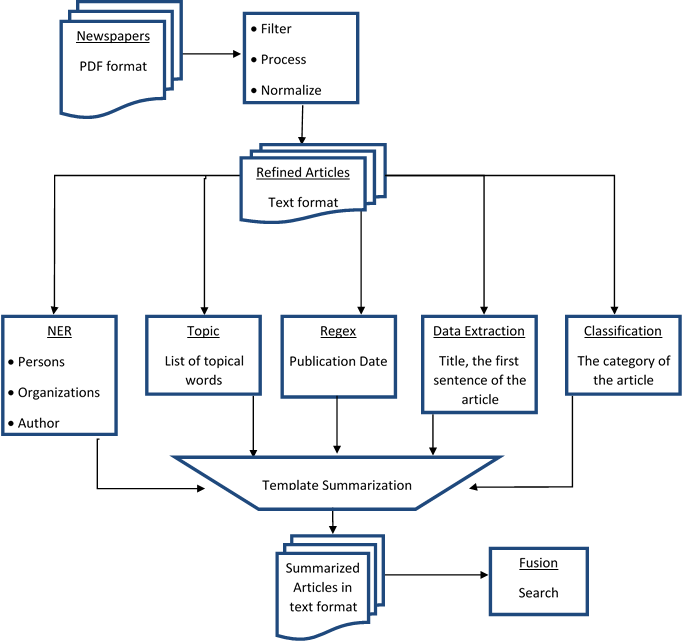 Newspapers
PDF format
• Filter
• Process
• Normalize
Refined Articles
Text format
NER
• Persons
• Organizations
• Author
Topic
List of topical
words
Regex
Publication Date
Data Extraction
Title, the first
sentence of the
article
Classification
The category of
the article
Template Summarization
Summarized
Articles in
text format
Fusion
Search